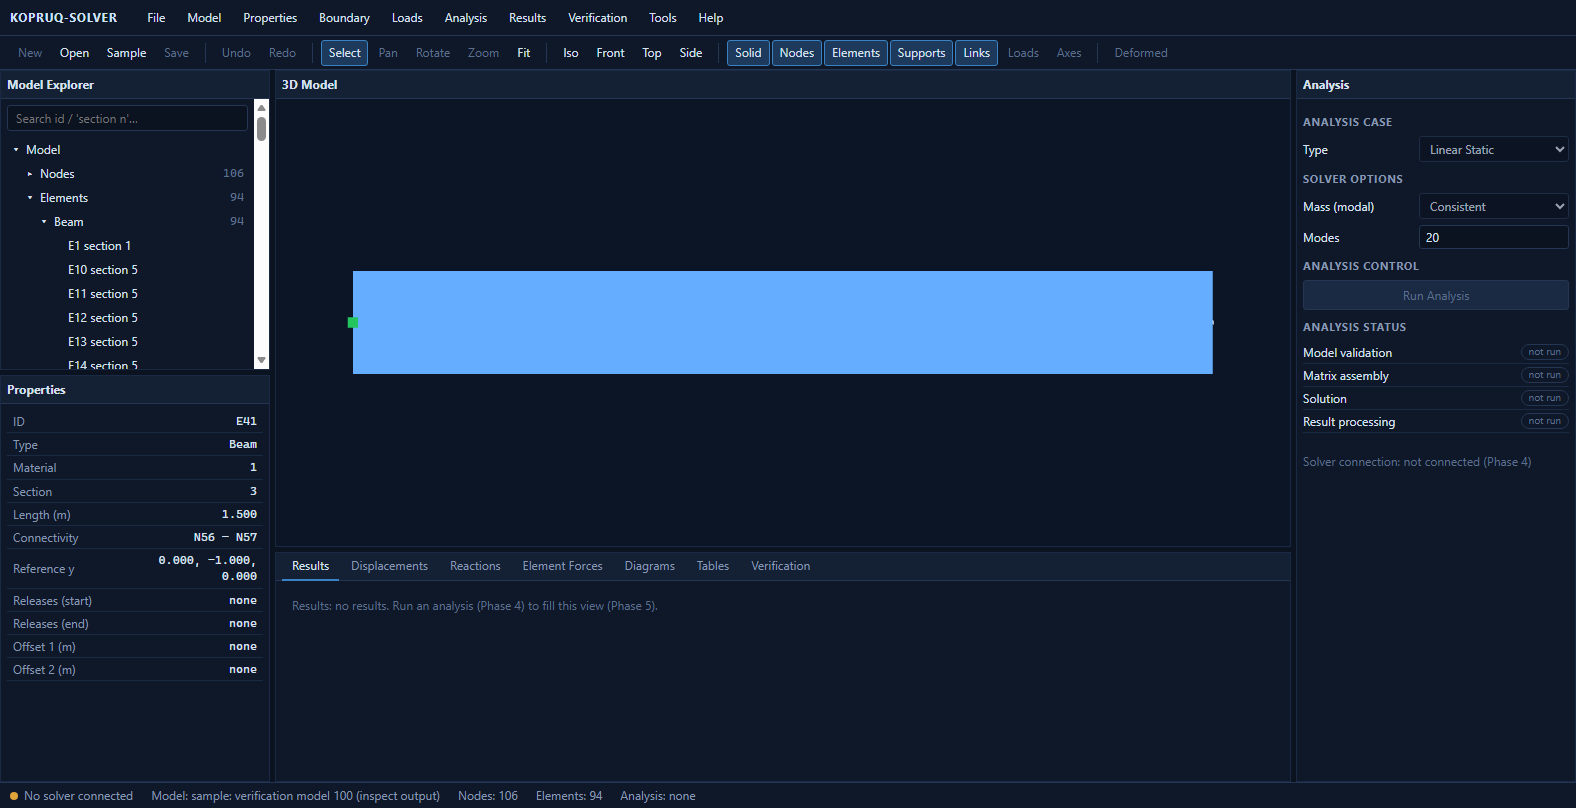 KOPRUQ-SOLVER File Model Properties Boundary Loads Analysis Results Verification Tools Help
New Open Sample Save Undo Redo Select Pan Rotate Zoom Fit Iso Front Top Side Solid Nodes Elements Supports Links Loads Axes Deformed
Model Explorer
Search id / 'section n'...
Model
Nodes 106
Elements 94
Beam 94
E1 section 1
E10 section 5
E11 section 5
E12 section 5
E13 section 5
E14 section 5
Properties
ID E41
Type Beam
Material 1
Section 3
Length (m) 1.500
Connectivity N56 – N57
Reference y 0.000, −1.000,
0.000
Releases (start) none
Releases (end) none
Offset 1 (m) none
Offset 2 (m) none
3D Model
Results Displacements Reactions Element Forces Diagrams Tables Verification
Results: no results. Run an analysis (Phase 4) to fill this view (Phase 5).
Analysis
ANALYSIS CASE
Type Linear Static
SOLVER OPTIONS
Mass (modal) Consistent
Modes 20
ANALYSIS CONTROL
Run Analysis
ANALYSIS STATUS
Model validation not run
Matrix assembly not run
Solution not run
Result processing not run
Solver connection: not connected (Phase 4)
No solver connected Model: sample: verification model 100 (inspect output) Nodes: 106 Elements: 94 Analysis: none